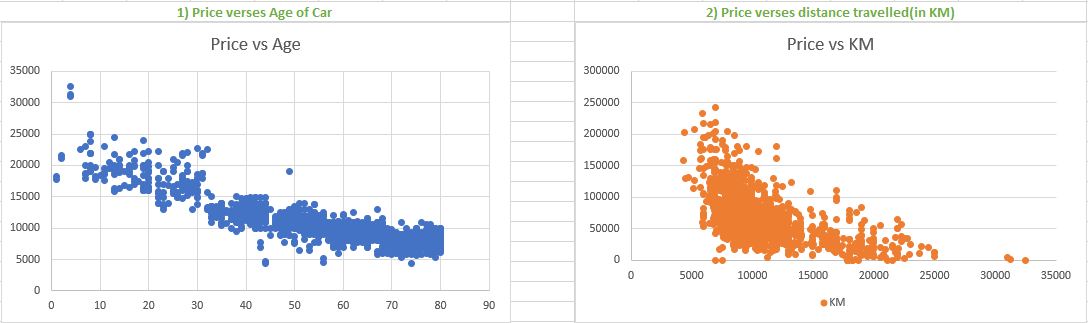 1) Price verses Age of Car
Price vs Age
35000
30000
25000
20000
15000
10000
5000
0
0 10 20 30 40 50 60 70 80 90
2) Price verses distance travelled(in KM)
Price vs KM
300000
250000
200000
150000
100000
50000
0
0 5000 10000 15000 20000 25000 30000 35000
KM